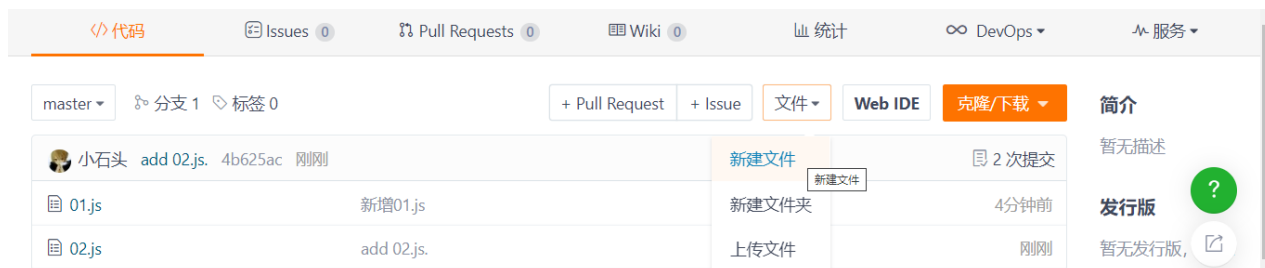 代码 Issues 0 Pull Requests 0 Wiki 0 统计 DevOps 服务
master 分支 1 标签 0 + Pull Request + Issue 文件 Web IDE 克隆/下载 简介
小石头 add 02.js. 4b625ac 刚刚 新建文件 2 次提交 暂无描述
新建文件
01.js 新增01.js 新建文件夹 4分钟前 发行版
02.js add 02.js. 上传文件 刚刚 暂无发行版,